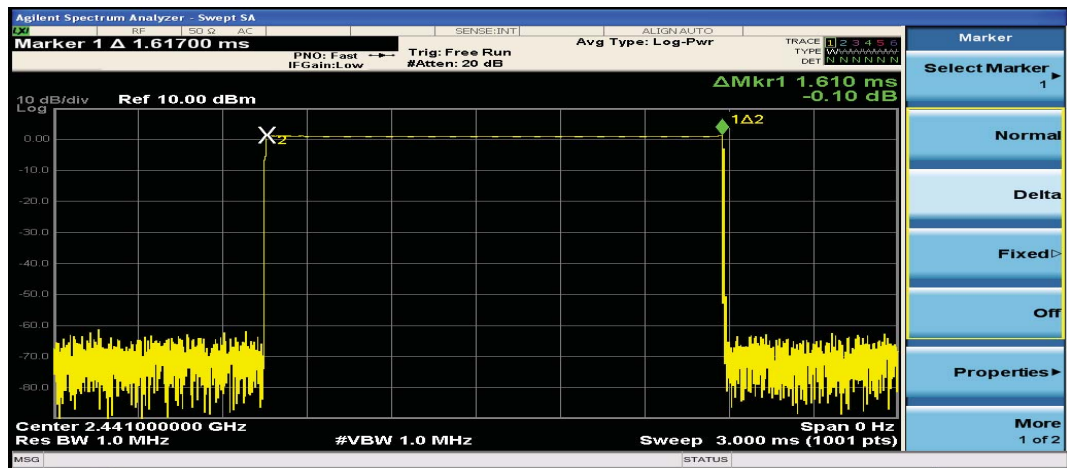 Agilent Spectrum Analyzer - Swept SA
LXI RF 50 Ω AC SENSE:INT ALIGN AUTO
Marker 1 Δ 1.61700 ms
PNO: Fast
IFGain:Low
Trig: Free Run
#Atten: 20 dB
Avg Type: Log-Pwr
TRACE 1 2 3 4 5 6
TYPE WWWWWW
DET N N N N N N
ΔMkr1 1.610 ms
-0.10 dB
10 dB/div Ref 10.00 dBm
Log
0.00
-10.0
-20.0
-30.0
-40.0
-50.0
-60.0
-70.0
-80.0
X2
1Δ2
Center 2.441000000 GHz
Res BW 1.0 MHz
#VBW 1.0 MHz
Span 0 Hz
Sweep 3.000 ms (1001 pts)
MSG
STATUS
Marker
Select Marker
1
Normal
Delta
Fixed
Off
Properties
More
1 of 2